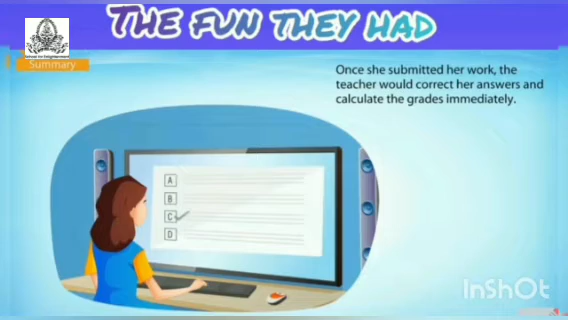 THE FUN THEY HAD
Summary
Once she submitted her work, the
teacher would correct her answers and
calculate the grades immediately.
A
B
C
D
InShOt